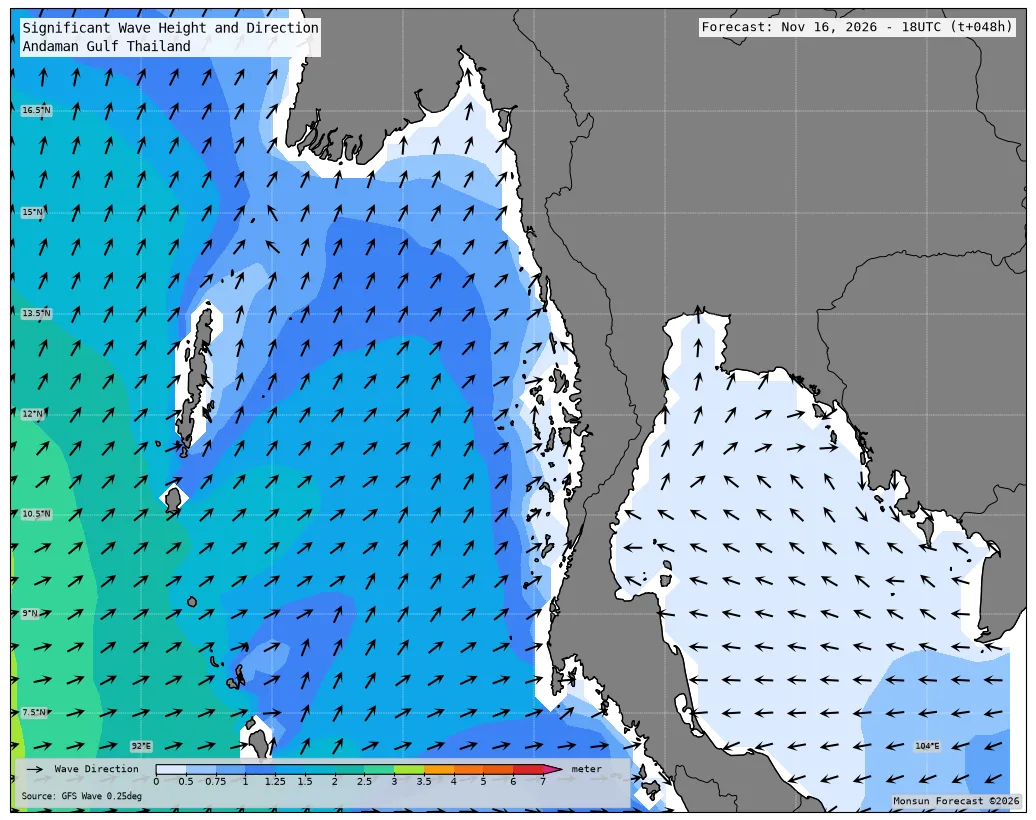 Significant Wave Height and Direction
Andaman Gulf Thailand
Forecast: Nov 16, 2026 - 18UTC (t+048h)
16.5°N
15°N
13.5°N
12°N
10.5°N
9°N
7.5°N
92°E
104°E
Wave Direction
meter
0 0.5 0.75 1 1.25 1.5 2 2.5 3 3.5 4 5 6 7
Source: GFS Wave 0.25deg
Monsun Forecast ©2026